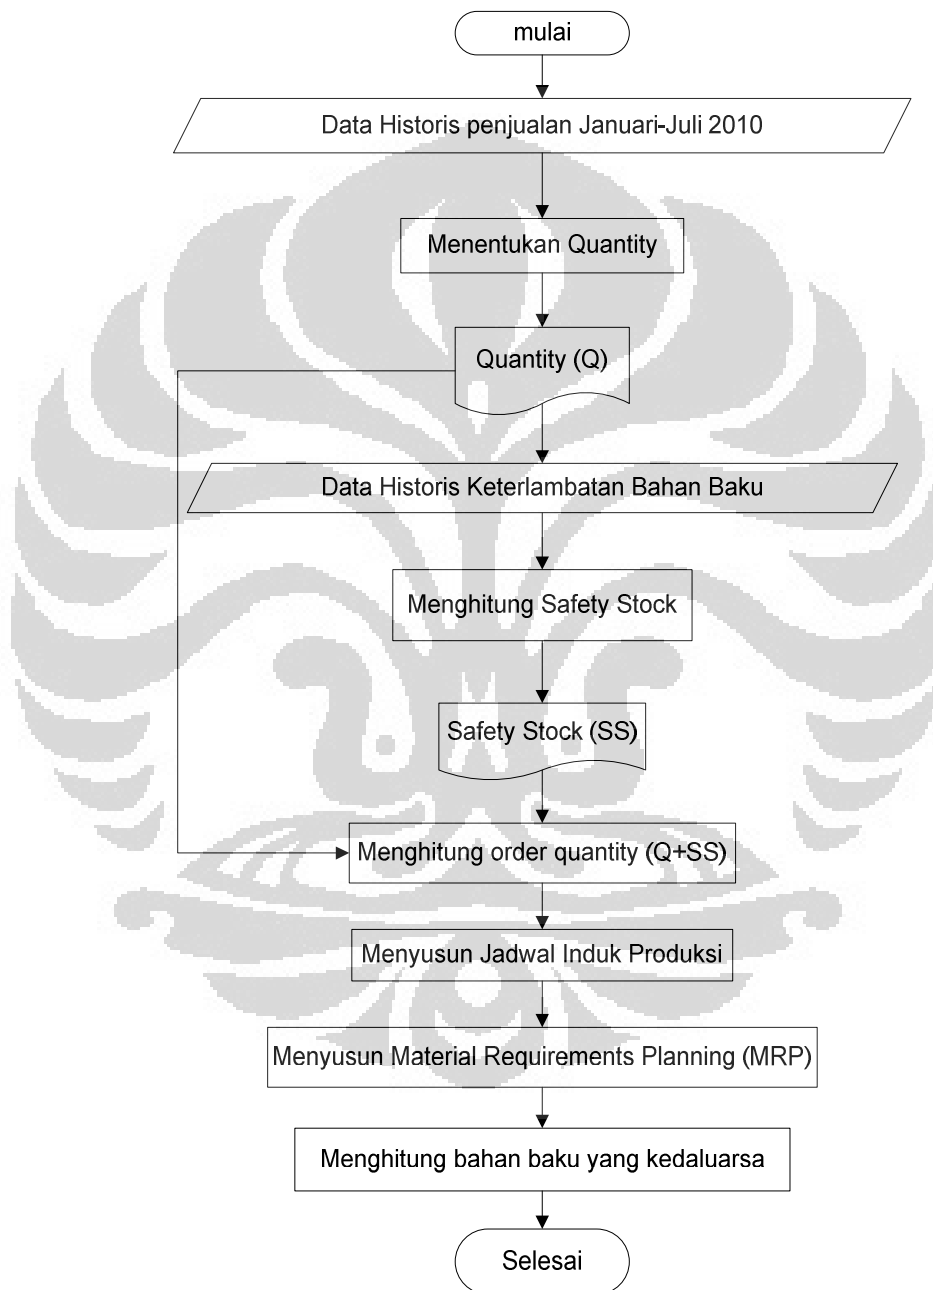 mulai
Data Historis penjualan Januari-Juli 2010
Menentukan Quantity
Quantity (Q)
Data Historis Keterlambatan Bahan Baku
Menghitung Safety Stock
Safety Stock (SS)
Menghitung order quantity (Q+SS)
Menyusun Jadwal Induk Produksi
Menyusun Material Requirements Planning (MRP)
Menghitung bahan baku yang kedaluarsa
Selesai